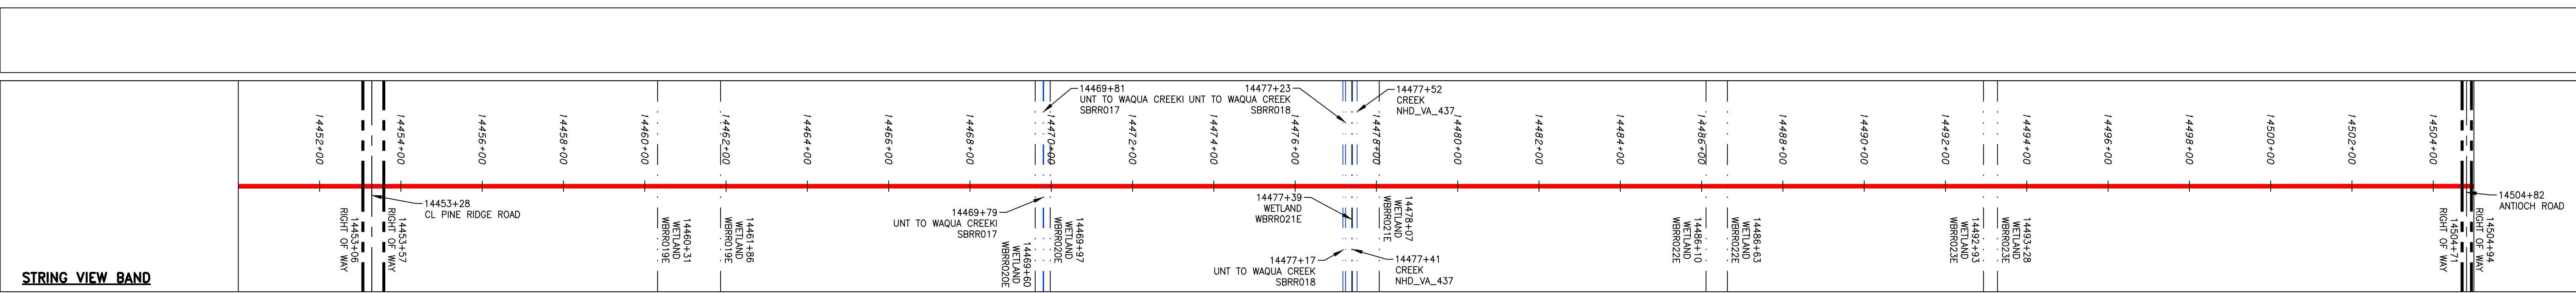 14469+81
UNT TO WAQUA CREEKI
SBRR017
14477+23
UNT TO WAQUA CREEK
SBRR018
14477+52
CREEK
NHD_VA_437
14452+00
14454+00
14456+00
14458+00
14460+00
14462+00
14464+00
14466+00
14468+00
14470+00
14472+00
14474+00
14476+00
14478+00
14480+00
14482+00
14484+00
14486+00
14488+00
14490+00
14492+00
14494+00
14496+00
14498+00
14500+00
14502+00
14504+00
14453+28
CL PINE RIDGE ROAD
14453+06
RIGHT OF WAY
14453+57
RIGHT OF WAY
14460+31
WETLAND
WBRR019E
14461+86
WETLAND
WBRR019E
14469+79
UNT TO WAQUA CREEKI
SBRR017
14469+60
WETLAND
WBRR020E
14469+97
WETLAND
WBRR020E
14477+39
WETLAND
WBRR021E
14477+17
UNT TO WAQUA CREEK
SBRR018
14478+07
WETLAND
WBRR021E
14477+41
CREEK
NHD_VA_437
14486+10
WETLAND
WBRR022E
14486+63
WETLAND
WBRR022E
14492+93
WETLAND
WBRR023E
14493+28
WETLAND
WBRR023E
14504+82
ANTIOCH ROAD
14504+71
RIGHT OF WAY
14504+94
RIGHT OF WAY
STRING VIEW BAND